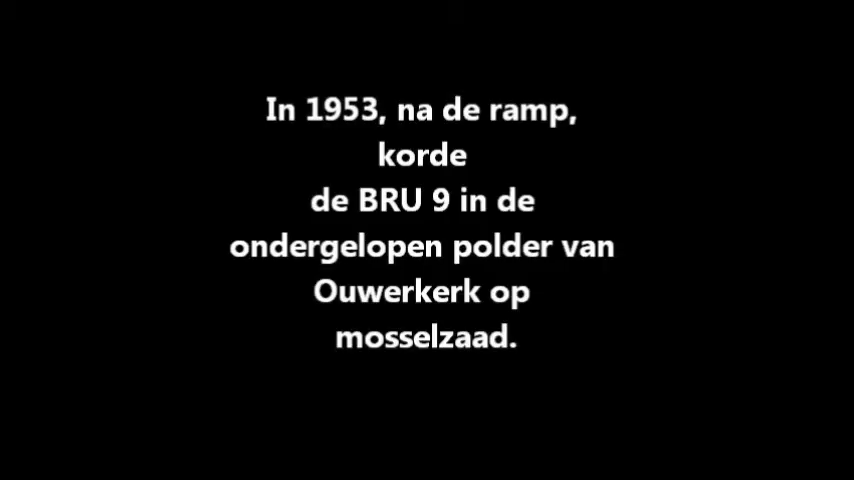 In 1953, na de ramp,
korde
de BRU 9 in de
ondergelopen polder van
Ouwerkerk op
mosselzaad.